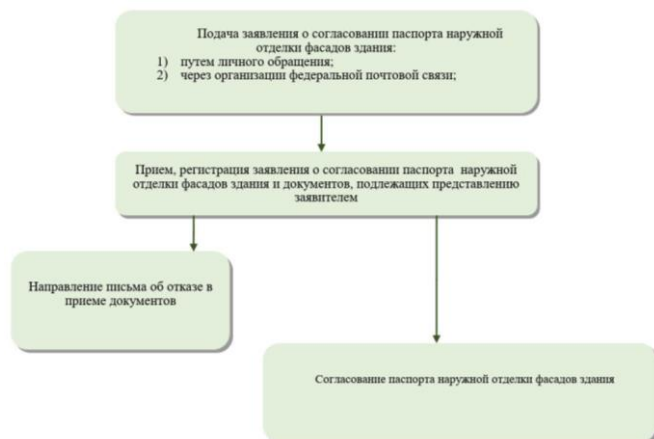 Подача заявления о согласовании паспорта наружной
отделки фасадов здания:
1) путем личного обращения;
2) через организации федеральной почтовой связи;
Прием, регистрация заявления о согласовании паспорта наружной
отделки фасадов здания и документов, подлежащих представлению
заявителем
Направление письма об отказе в
приеме документов
Согласование паспорта наружной отделки фасадов здания